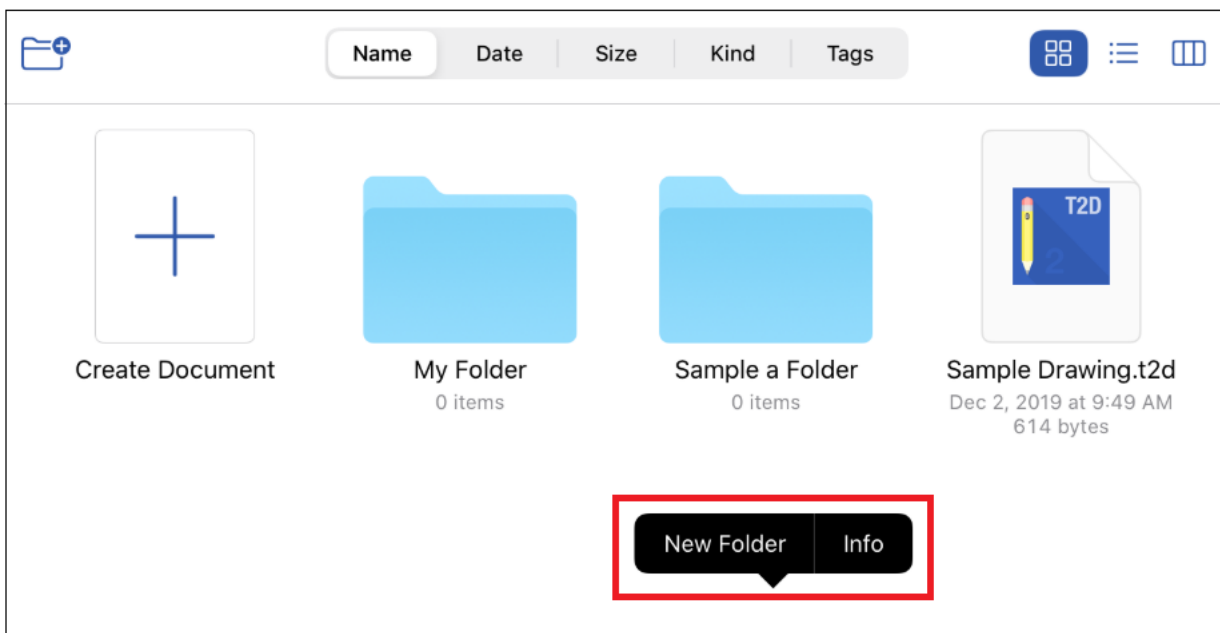 Name Date Size Kind Tags
Create Document
My Folder
0 items
Sample a Folder
0 items
T2D
2
Sample Drawing.t2d
Dec 2, 2019 at 9:49 AM
614 bytes
New Folder Info